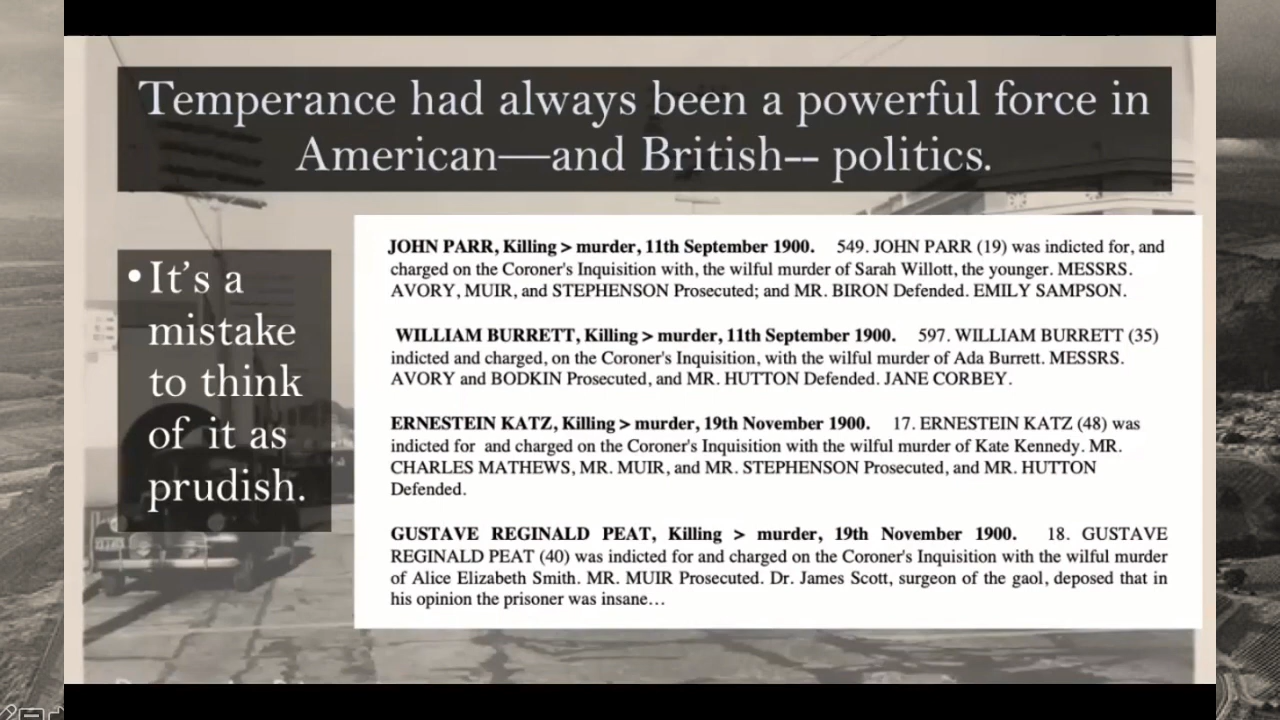 Temperance had always been a powerful force in
American—and British-- politics.
• It's a
mistake
to think
of it as
prudish.
JOHN PARR, Killing > murder, 11th September 1900. 549. JOHN PARR (19) was indicted for, and
charged on the Coroner's Inquisition with, the wilful murder of Sarah Willott, the younger. MESSRS.
AVORY, MUIR, and STEPHENSON Prosecuted; and MR. BIRON Defended. EMILY SAMPSON.
WILLIAM BURRETT, Killing > murder, 11th September 1900. 597. WILLIAM BURRETT (35)
indicted and charged, on the Coroner's Inquisition, with the wilful murder of Ada Burrett. MESSRS.
AVORY and BODKIN Prosecuted, and MR. HUTTON Defended. JANE CORBEY.
ERNESTEIN KATZ, Killing > murder, 19th November 1900. 17. ERNESTEIN KATZ (48) was
indicted for and charged on the Coroner's Inquisition with the wilful murder of Kate Kennedy. MR.
CHARLES MATHEWS, MR. MUIR, and MR. STEPHENSON Prosecuted, and MR. HUTTON
Defended.
GUSTAVE REGINALD PEAT, Killing > murder, 19th November 1900. 18. GUSTAVE
REGINALD PEAT (40) was indicted for and charged on the Coroner's Inquisition with the wilful murder
of Alice Elizabeth Smith. MR. MUIR Prosecuted. Dr. James Scott, surgeon of the gaol, deposed that in
his opinion the prisoner was insane…